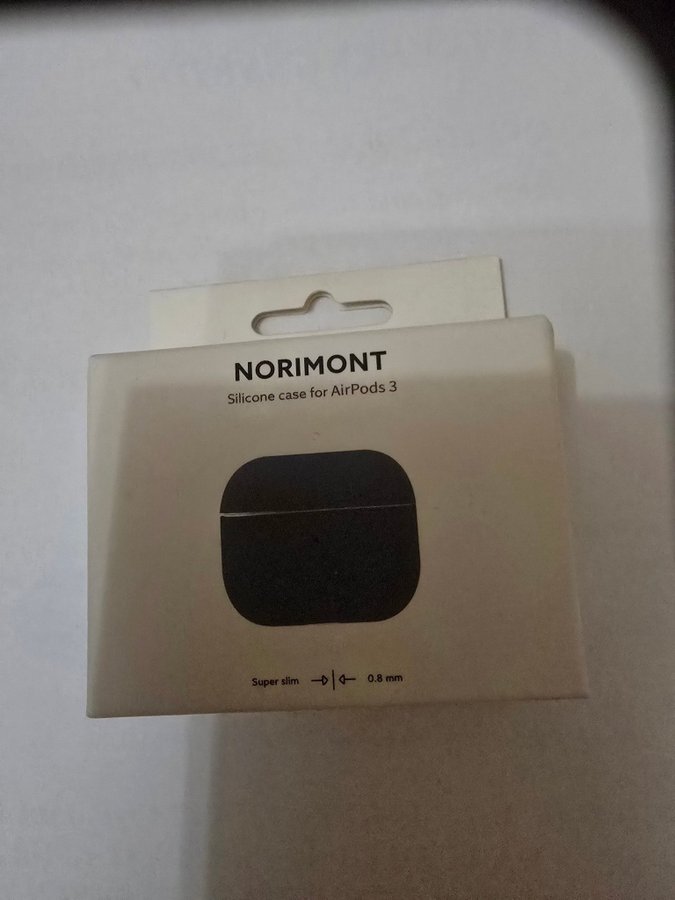 NORIMONT
Silicone case for AirPods 3
Super slim 0.8 mm